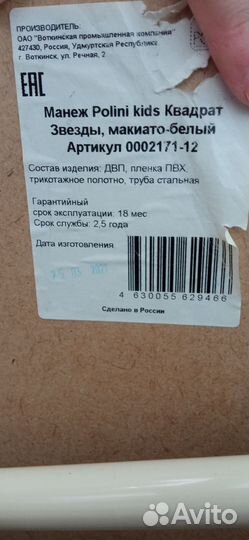 ПРОИЗВОДИТЕЛЬ:
ОАО "Воткинская промышленная компания"
427430, Россия, Удмуртская Республика
г. Воткинск, ул. Речная, 2
EAC
Манеж Polini kids Квадрат
Звезды, макиато-белый
Артикул 0002171-12
Состав изделия: ДВП, пленка ПВХ,
трикотажное полотно, труба стальная
Гарантийный
срок эксплуатации: 18 мес
Срок службы: 2,5 года
Дата изготовления
4 630055 629466
Сделано в России
Avito